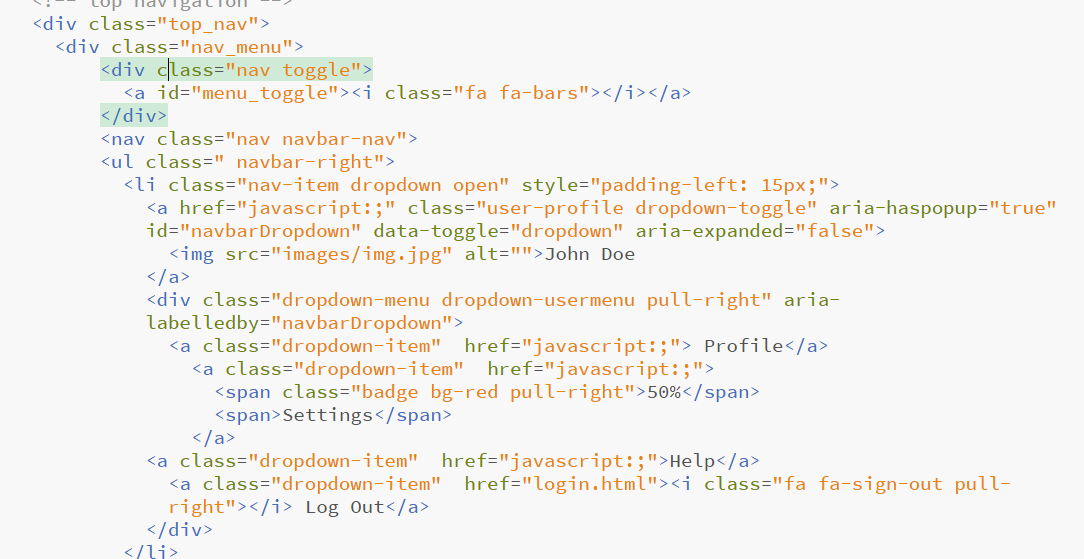 <!-- top navigation -->
<div class="top_nav">
<div class="nav_menu">
<div class="nav toggle">
<a id="menu_toggle"><i class="fa fa-bars"></i></a>
</div>
<nav class="nav navbar-nav">
<ul class=" navbar-right">
<li class="nav-item dropdown open" style="padding-left: 15px;">
<a href="javascript:;" class="user-profile dropdown-toggle" aria-haspopup="true"
id="navbarDropdown" data-toggle="dropdown" aria-expanded="false">
<img src="images/img.jpg" alt="">John Doe
</a>
<div class="dropdown-menu dropdown-usermenu pull-right" aria-
labelledby="navbarDropdown">
<a class="dropdown-item"  href="javascript:;"> Profile</a>
<a class="dropdown-item"  href="javascript:;">
<span class="badge bg-red pull-right">50%</span>
<span>Settings</span>
</a>
<a class="dropdown-item"  href="javascript:;">Help</a>
<a class="dropdown-item"  href="login.html"><i class="fa fa-sign-out pull-
right"></i> Log Out</a>
</div>
</li>